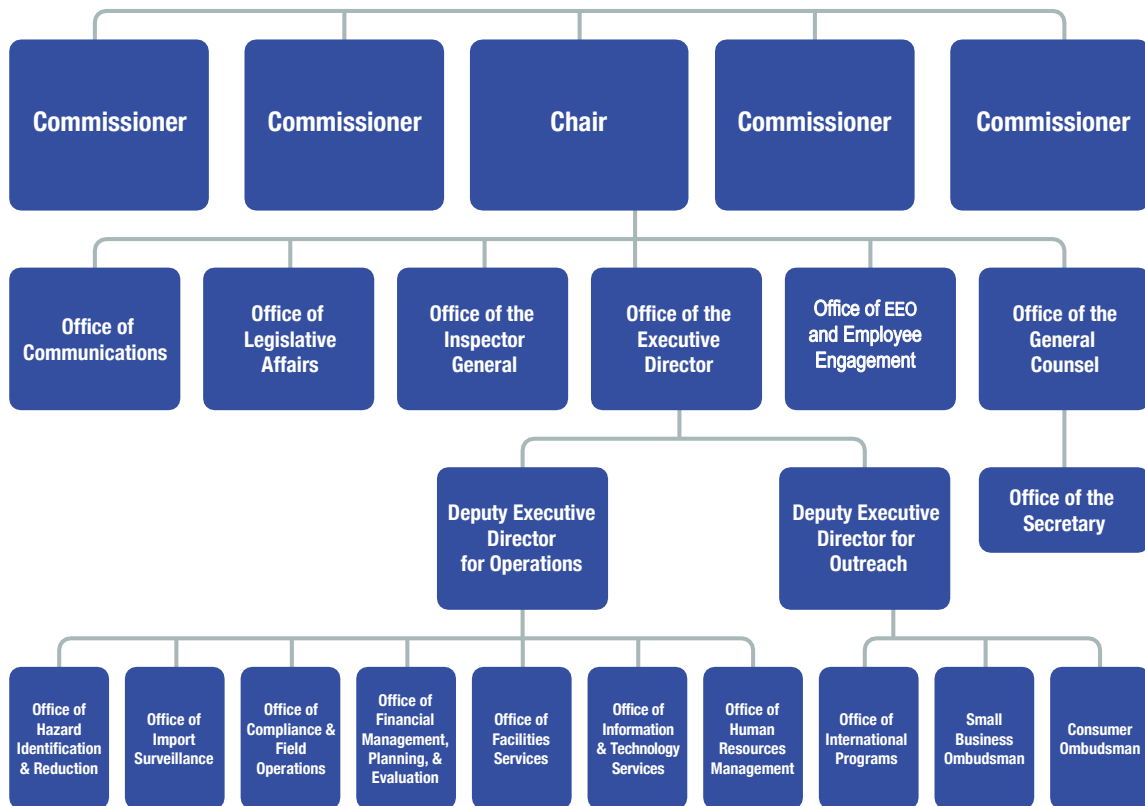 Commissioner
Commissioner
Chair
Commissioner
Commissioner
Office of
Communications
Office of
Legislative
Affairs
Office of the
Inspector
General
Office of the
Executive
Director
Office of EEO
and Employee
Engagement
Office of the
General
Counsel
Deputy Executive
Director
for Operations
Deputy Executive
Director for
Outreach
Office of the
Secretary
Office of
Hazard
Identification
& Reduction
Office of
Import
Surveillance
Office of
Compliance &
Field
Operations
Office of
Financial
Management,
Planning, &
Evaluation
Office of
Facilities
Services
Office of
Information
& Technology
Services
Office of
Human
Resources
Management
Office of
International
Programs
Small
Business
Ombudsman
Consumer
Ombudsman